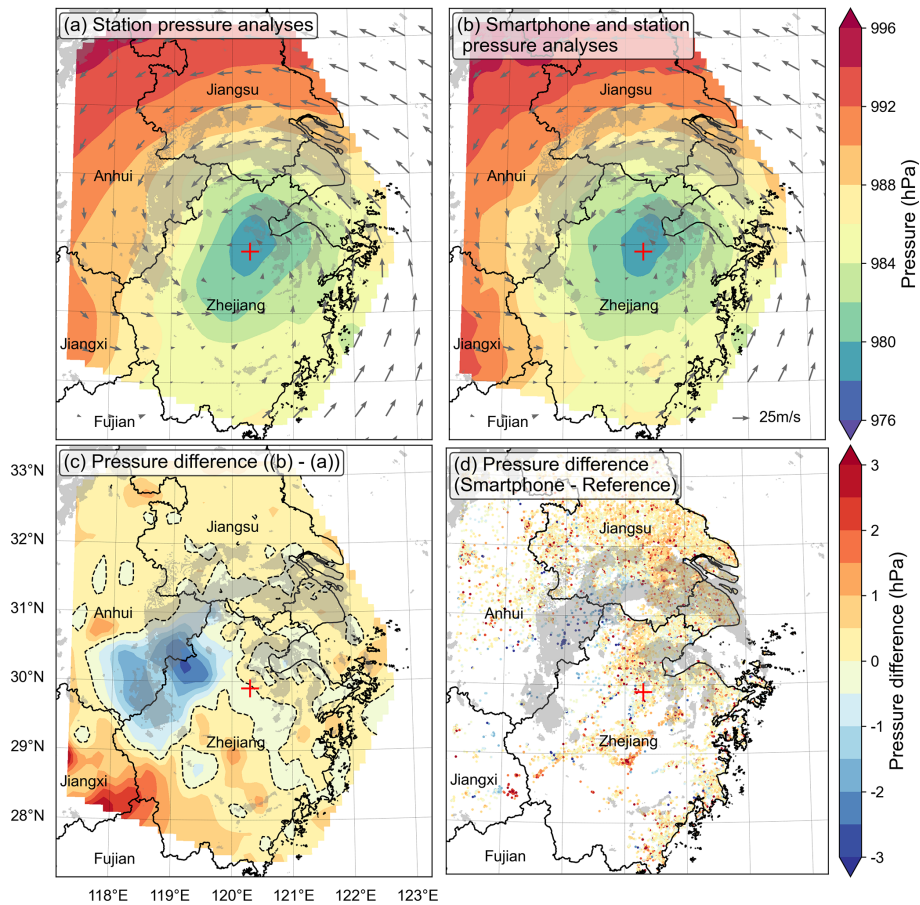 (a) Station pressure analyses
Jiangsu
Anhui
Zhejiang
Jiangxi
Fujian
(b) Smartphone and station
pressure analyses
Jiangsu
Anhui
Zhejiang
Jiangxi
Fujian
25m/s
996
992
988
984
980
976
Pressure (hPa)
(c) Pressure difference ((b) - (a))
33°N
32°N
31°N
30°N
29°N
28°N
Jiangsu
Anhui
Zhejiang
Jiangxi
Fujian
118°E 119°E 120°E 121°E 122°E 123°E
(d) Pressure difference
(Smartphone - Reference)
Jiangsu
Anhui
Zhejiang
Jiangxi
Fujian
3
2
1
0
-1
-2
-3
Pressure difference (hPa)